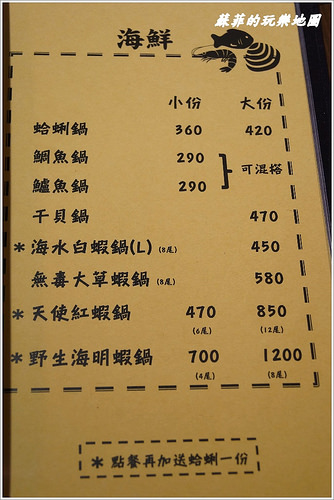 蘇菲的玩樂地圖
海鮮
小份 大份
蛤蜊鍋 360 420
鯛魚鍋 290
可混搭
鱸魚鍋 290
干貝鍋 470
*海水白蝦鍋(L) (8尾) 450
無毒大草蝦鍋 (8尾) 580
*天使紅蝦鍋 470 850
(6尾) (12尾)
*野生海明蝦鍋 700 1200
(4尾) (8尾)
* 點餐再加送蛤蜊一份